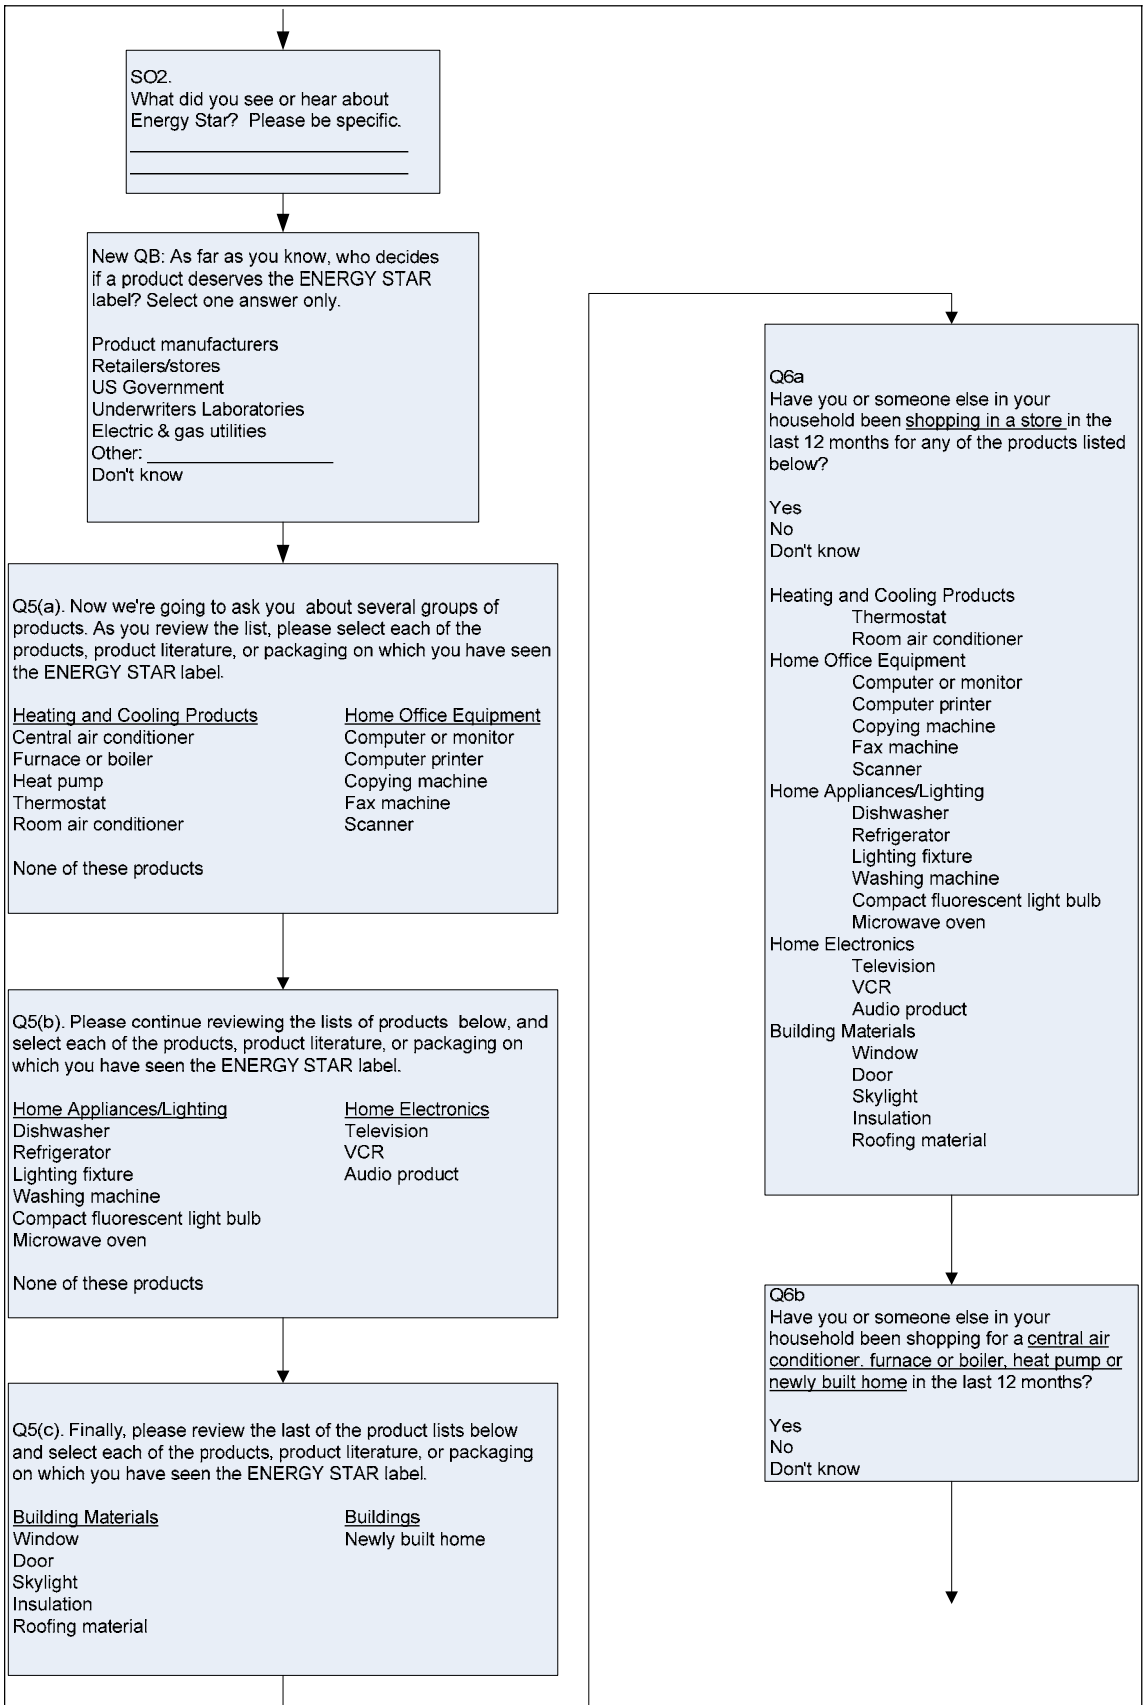 SO2.
What did you see or hear about
Energy Star?  Please be specific.
New QB: As far as you know, who decides
if a product deserves the ENERGY STAR
label? Select one answer only.
Product manufacturers
Retailers/stores
US Government
Underwriters Laboratories
Electric & gas utilities
Other: ___________________
Don't know
Q5(a). Now we're going to ask you  about several groups of
products. As you review the list, please select each of the
products, product literature, or packaging on which you have seen
the ENERGY STAR label.
Heating and Cooling Products
Central air conditioner
Furnace or boiler
Heat pump
Thermostat
Room air conditioner
None of these products
Home Office Equipment
Computer or monitor
Computer printer
Copying machine
Fax machine
Scanner
Q5(b). Please continue reviewing the lists of products  below, and
select each of the products, product literature, or packaging on
which you have seen the ENERGY STAR label.
Home Appliances/Lighting
Dishwasher
Refrigerator
Lighting fixture
Washing machine
Compact fluorescent light bulb
Microwave oven
None of these products
Home Electronics
Television
VCR
Audio product
Q5(c). Finally, please review the last of the product lists below
and select each of the products, product literature, or packaging
on which you have seen the ENERGY STAR label.
Building Materials
Window
Door
Skylight
Insulation
Roofing material
Buildings
Newly built home
Q6a
Have you or someone else in your
household been shopping in a store in the
last 12 months for any of the products listed
below?
Yes
No
Don't know
Heating and Cooling Products
Thermostat
Room air conditioner
Home Office Equipment
Computer or monitor
Computer printer
Copying machine
Fax machine
Scanner
Home Appliances/Lighting
Dishwasher
Refrigerator
Lighting fixture
Washing machine
Compact fluorescent light bulb
Microwave oven
Home Electronics
Television
VCR
Audio product
Building Materials
Window
Door
Skylight
Insulation
Roofing material
Q6b
Have you or someone else in your
household been shopping for a central air
conditioner. furnace or boiler, heat pump or
newly built home in the last 12 months?
Yes
No
Don't know